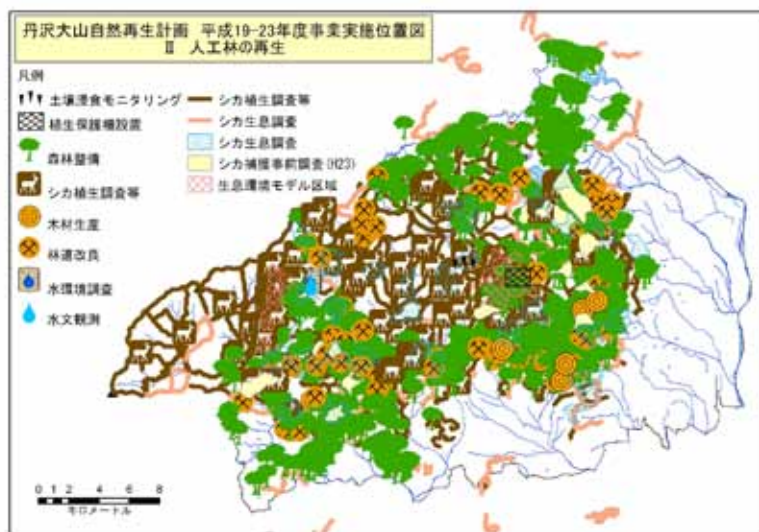 丹沢大山自然再生計画 平成19-23年度事業実施位置図
Ⅱ 人工林の再生
凡例
土壌浸食モニタリング
植生保護柵設置
森林整備
シカ植生調査等
木材生産
林道改良
水環境調査
水文観測
シカ植生調査等
シカ生息調査
シカ生息調査
シカ捕獲事前調査(H23)
生息環境モデル区域
0 1 2 4 6 8
キロメートル